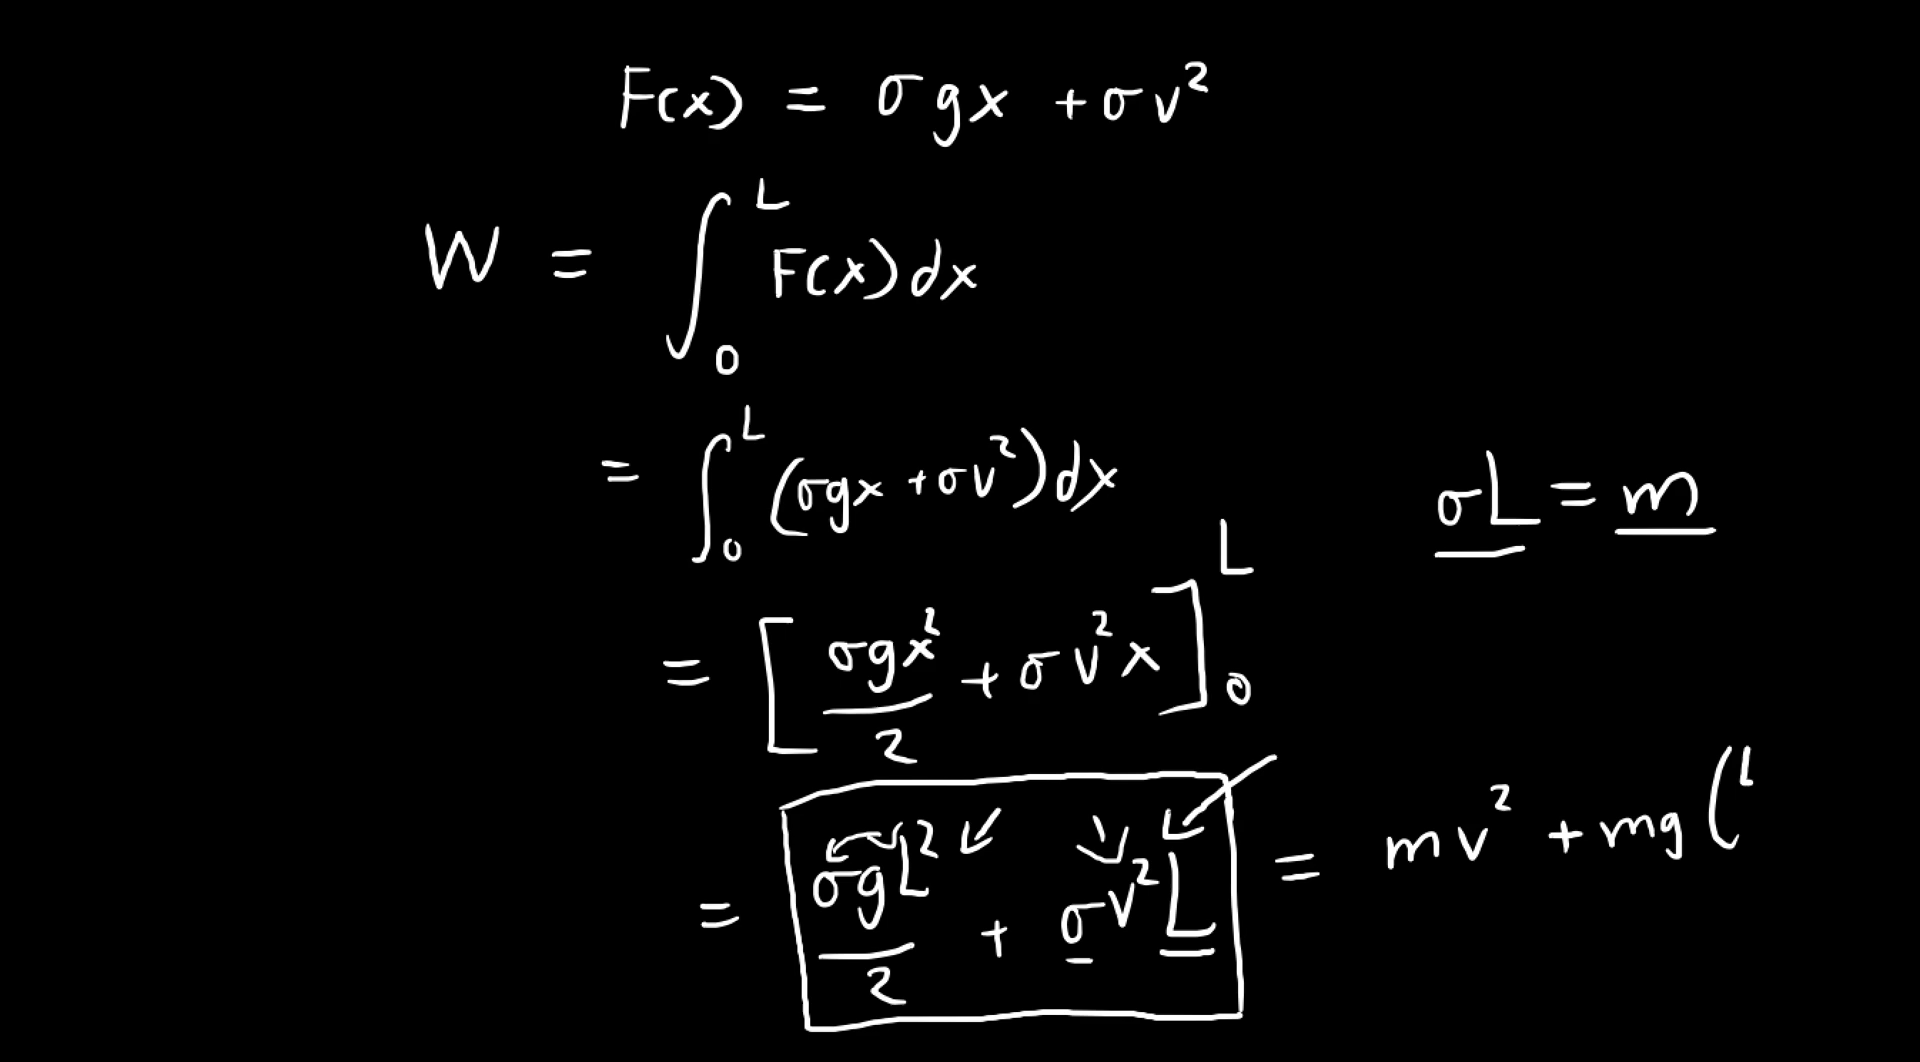 F(x) = σgx + σv²
W = ∫₀ᴸ F(x)dx
= ∫₀ᴸ (σgx + σv²)dx
σL = m
= [σgx²/2 + σv²x]₀ᴸ
= σgL²/2 + σv²L = mv² + mg(L